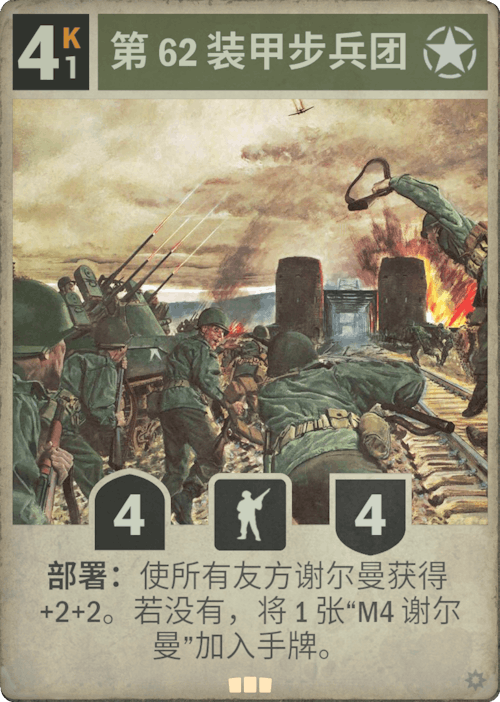 4K
1
第 62 装甲步兵团
4
4
部署：使所有友方谢尔曼获得
+2+2。若没有，将 1 张“M4 谢尔
曼”加入手牌。